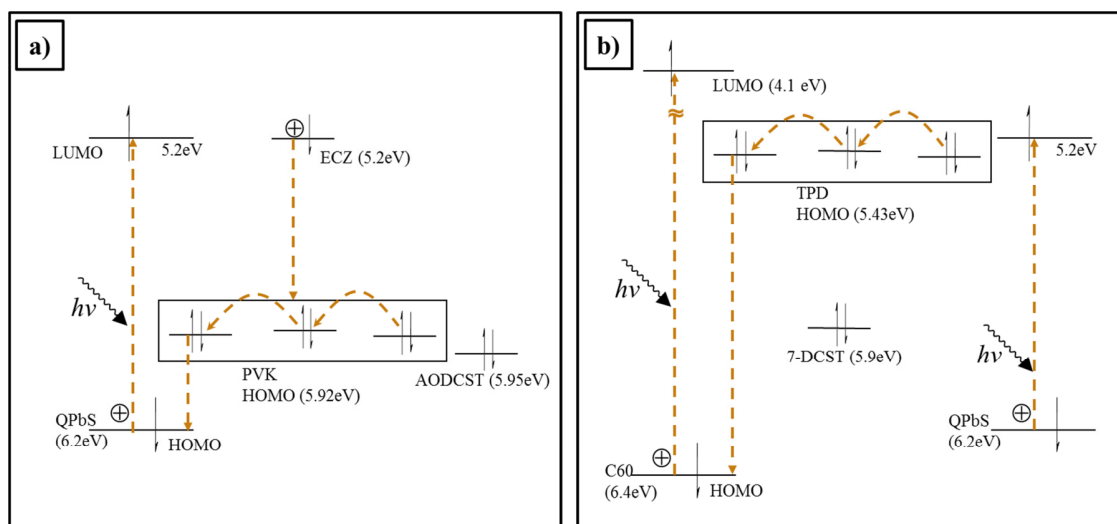 a)
LUMO 5.2eV
ECZ (5.2eV)
hν
PVK
HOMO (5.92eV)
AODCST (5.95eV)
QPbS
(6.2eV)
HOMO
b)
LUMO (4.1 eV)
5.2eV
TPD
HOMO (5.43eV)
hν
7-DCST (5.9eV)
hν
QPbS
(6.2eV)
C60
(6.4eV)
HOMO